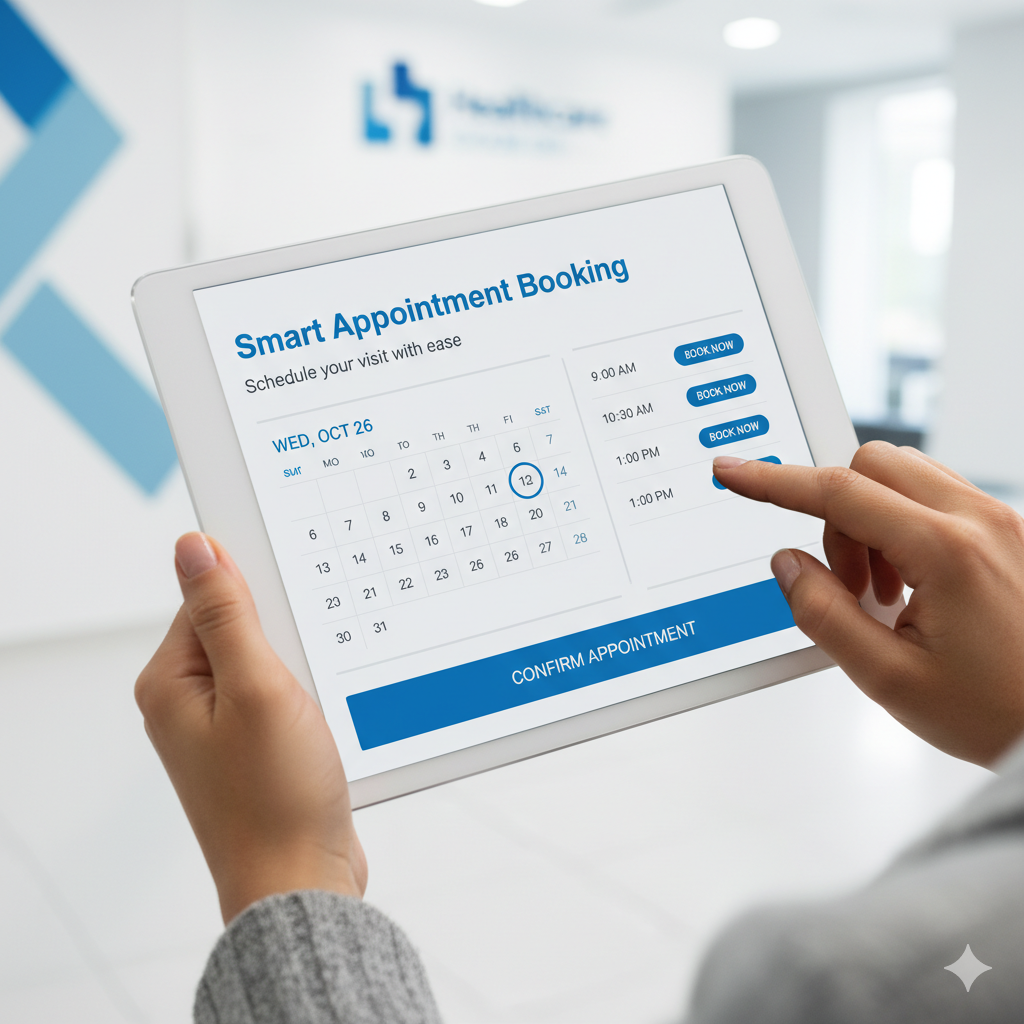 Healthcare
Smart Appointment Booking
Schedule your visit with ease
WED, OCT 26
MO TO TH TH FI
2 3 4 6 7
6 7 8 9 10 11 12 14
13 14 15 16 17 18 20 21
23 21 22 23 26 26 27 28
30 31
9.00 AM BOOK NOW
10:30 AM BOOK NOW
1:00 PM BOOK NOW
1:00 PM
CONFIRM APPOINTMENT